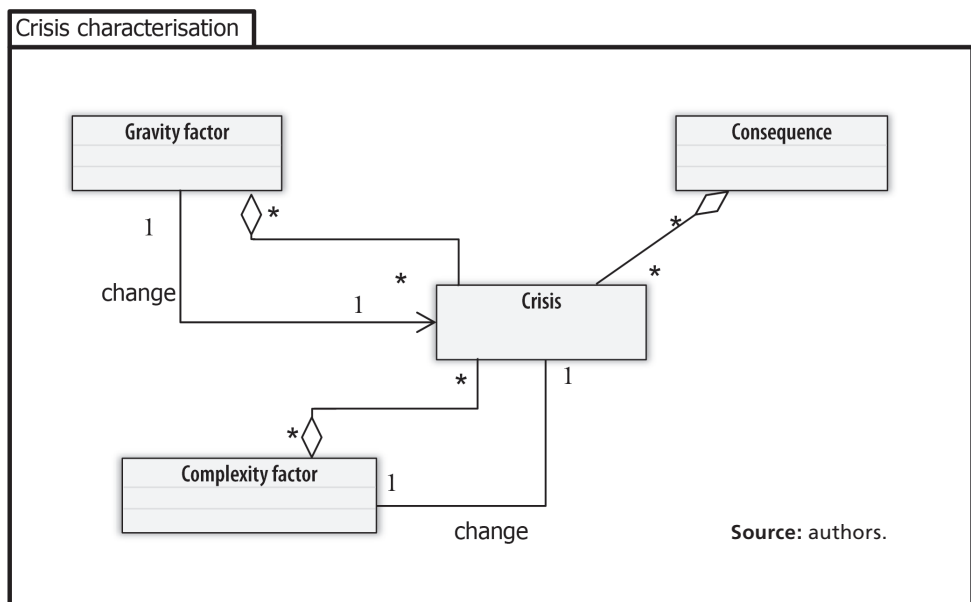 Crisis characterisation
Gravity factor
Consequence
1
*
*
*
*
change
1
Crisis
*
1
*
Complexity factor
1
change
Source: authors.